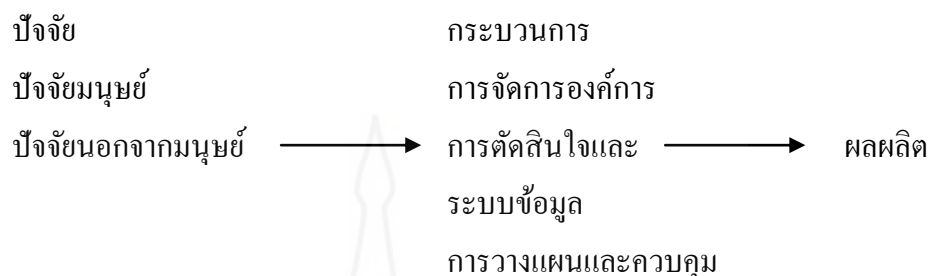 ปัจจัย กระบวนการ
ปัจจัยมนุษย์ การจัดการองค์การ
ปัจจัยนอกจากมนุษย์ การตัดสินใจและ ผลผลิต
ระบบข้อมูล
การวางแผนและควบคุม